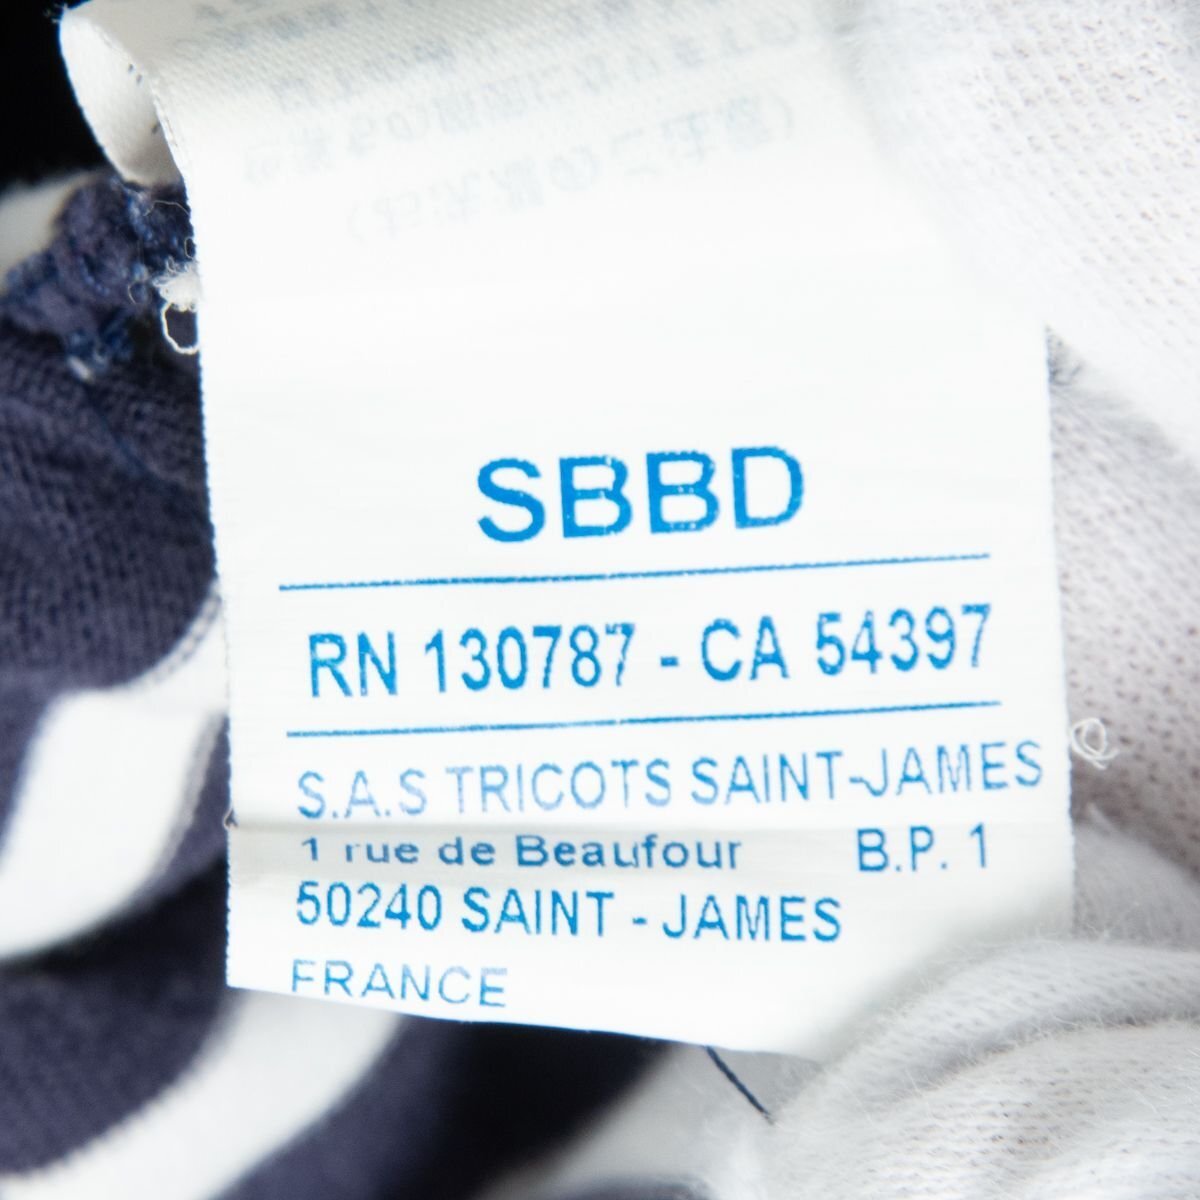 SBBD
RN 130787 - CA 54397
S.A.S TRICOTS SAINT-JAMES
1 rue de Beaufour B.P. 1
50240 SAINT - JAMES
FRANCE